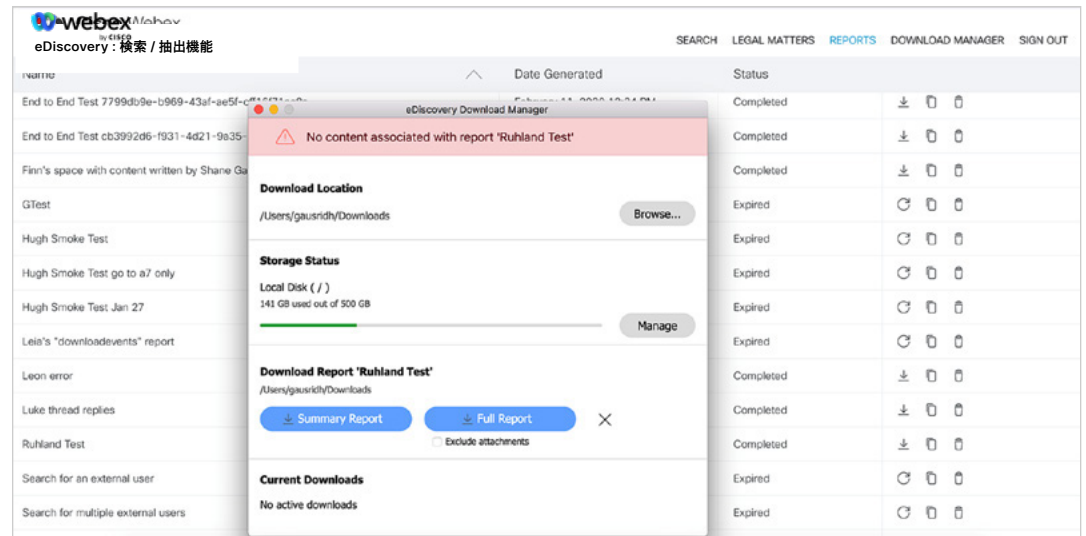 webex
by CISCO
eDiscovery : 検索 / 抽出機能
SEARCH LEGAL MATTERS REPORTS DOWNLOAD MANAGER SIGN OUT
Name Date Generated Status
End to End Test 7799db9e-b969-43af-ae5f- Completed
eDiscovery Download Manager
End to End Test cb3992d6-f931-4d21-9a35- Completed
No content associated with report 'Ruhland Test'
Finn's space with content written by Shane Completed
Download Location
GTest Expired
/Users/gausridh/Downloads Browse...
Hugh Smoke Test Expired
Storage Status
Hugh Smoke Test go to a7 only Expired
Local Disk ( / )
141 GB used out of 500 GB
Hugh Smoke Test Jan 27 Expired
Manage
Leia's "downloadevents" report Expired
Download Report 'Ruhland Test'
Leon error Completed
/Users/gausridh/Downloads
Summary Report Full Report
Luke thread replies Completed
Exclude attachments
Ruhland Test Completed
Current Downloads
Search for an external user Expired
No active downloads
Search for multiple external users Expired